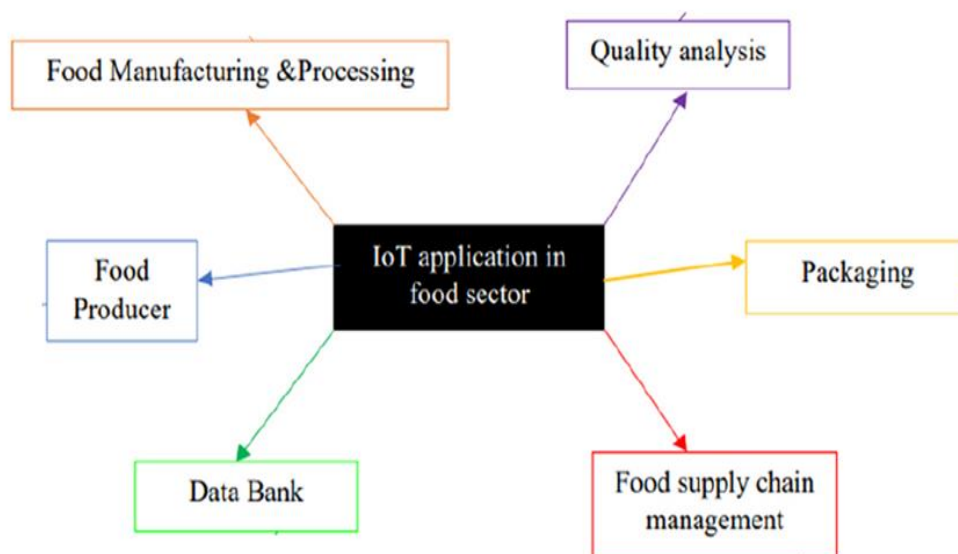 Food Manufacturing &Processing
Quality analysis
IoT application in
food sector
Food
Producer
Packaging
Data Bank
Food supply chain
management